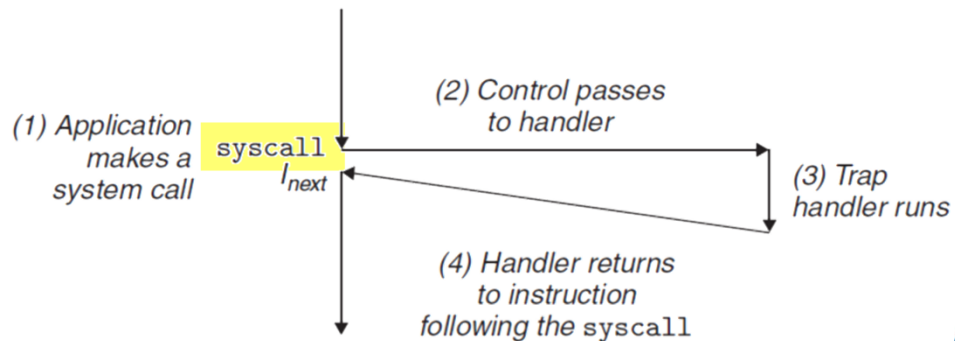 (1) Application
makes a
system call
syscall
Inext
(2) Control passes
to handler
(3) Trap
handler runs
(4) Handler returns
to instruction
following the syscall